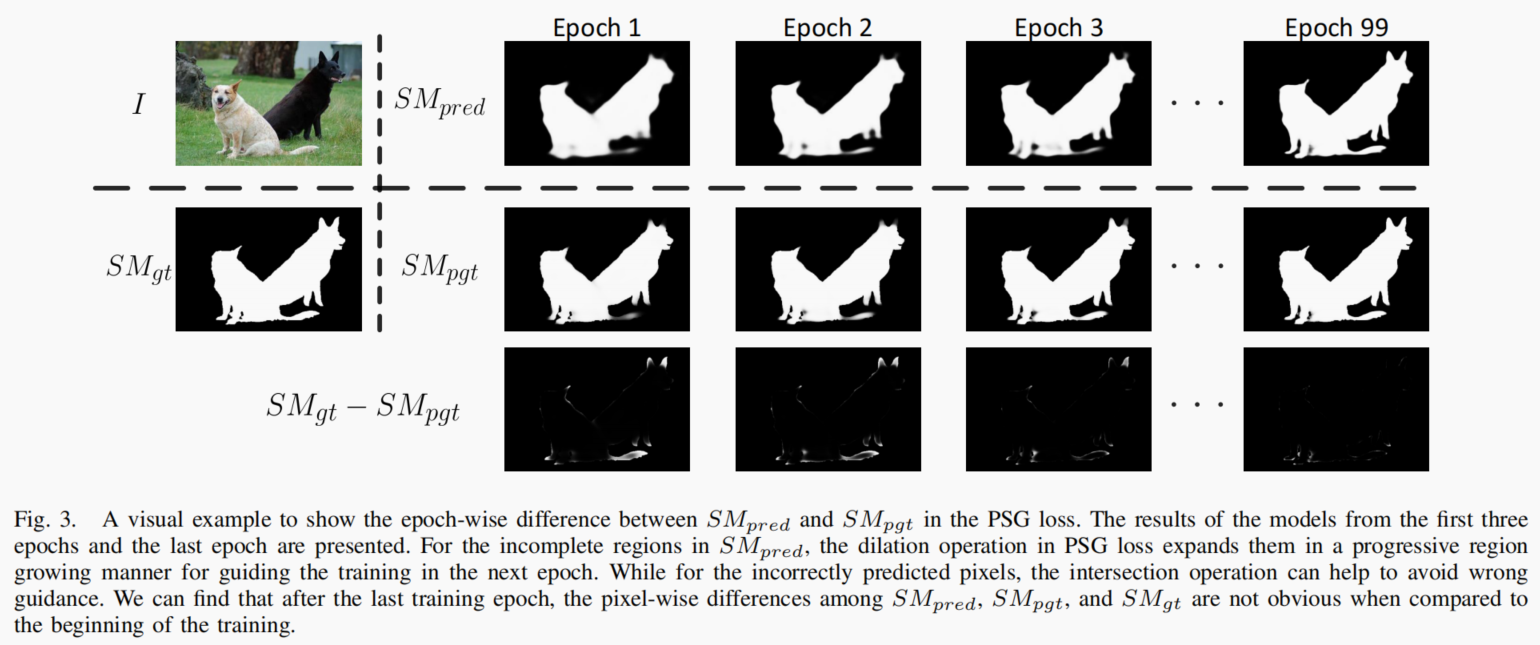 Epoch 1 Epoch 2 Epoch 3 Epoch 99
I SM_{pred} . . .
SM_{gt} SM_{pgt} . . .
SM_{gt} − SM_{pgt} . . .
Fig. 3. A visual example to show the epoch-wise difference between SM_{pred} and SM_{pgt} in the PSG loss. The results of the models from the first three
epochs and the last epoch are presented. For the incomplete regions in SM_{pred}, the dilation operation in PSG loss expands them in a progressive region
growing manner for guiding the training in the next epoch. While for the incorrectly predicted pixels, the intersection operation can help to avoid wrong
guidance. We can find that after the last training epoch, the pixel-wise differences among SM_{pred}, SM_{pgt}, and SM_{gt} are not obvious when compared to
the beginning of the training.